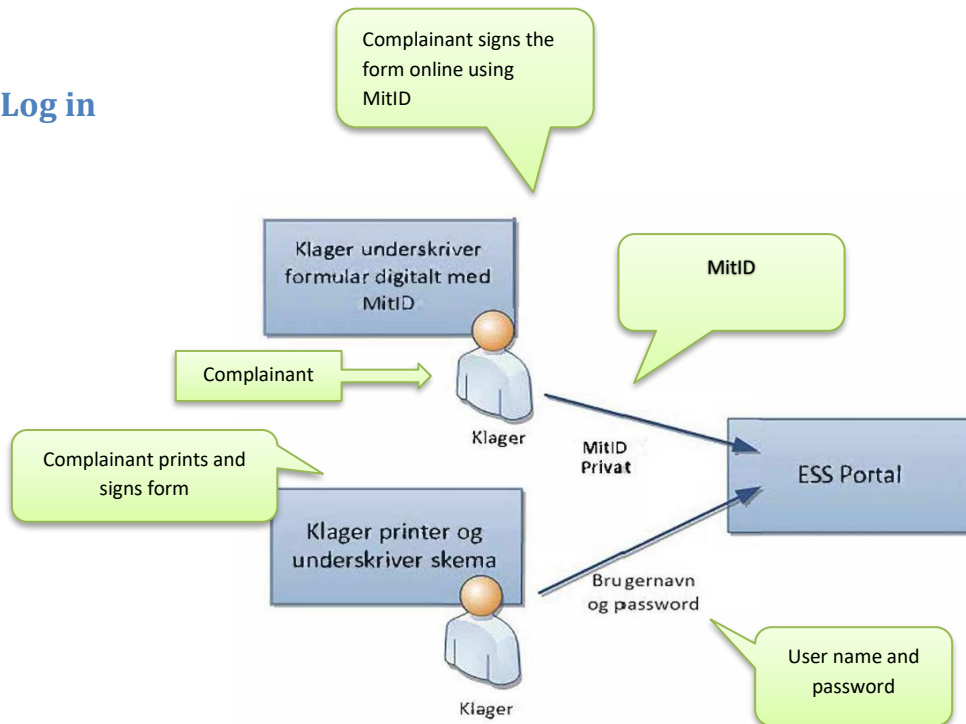 Complainant signs the
form online using
MitID
Log in
Klager underskriver
formular digitalt med
MitID
MitID
Complainant
Klager
MitID
Privat
ESS Portal
Complainant prints and
signs form
Klager printer og
underskriver skema
Brugernavn
og password
User name and
password
Klager